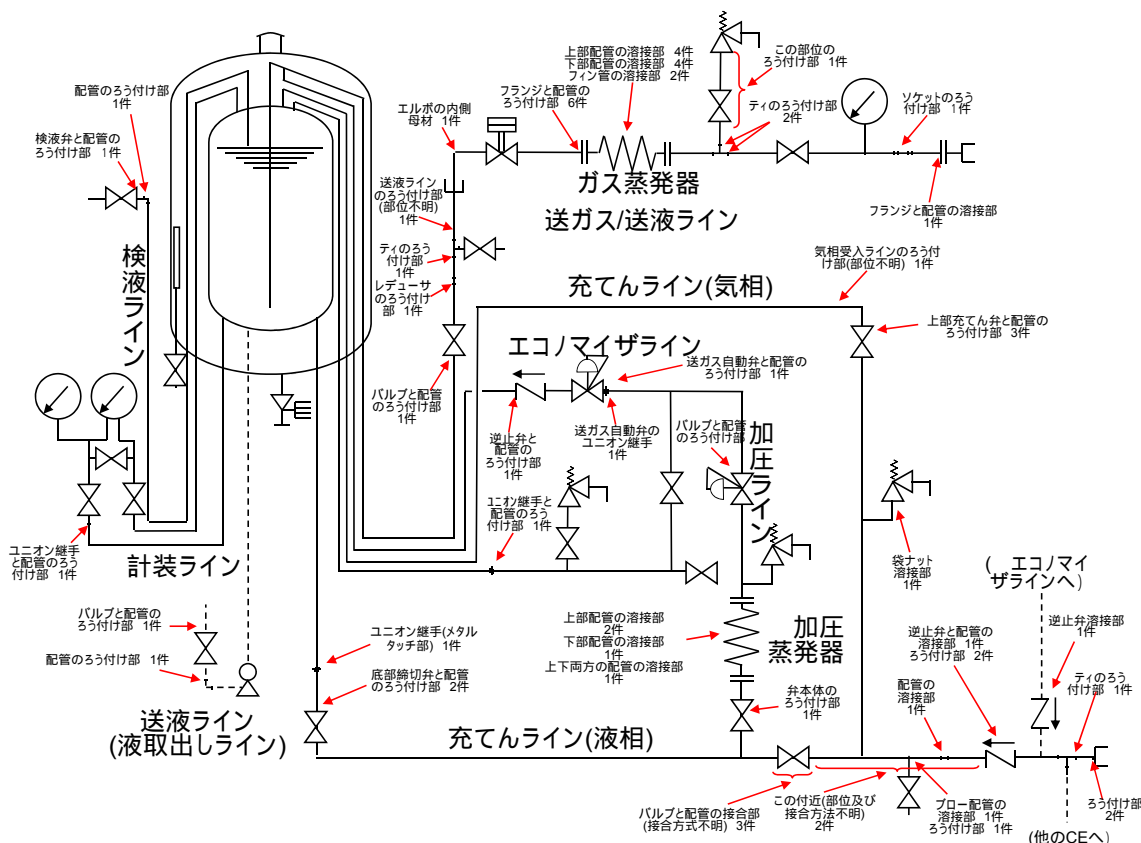 配管のろう付け部
1件
検液弁と配管の
ろう付け部 1件
検液ライン
エルボの内側
母材 1件
フランジと配管の
ろう付け部 6件
上部配管の溶接部 4件
下部配管の溶接部 4件
フィン管の溶接部 2件
この部位の
ろう付け部 1件
ティのろう付け部
2件
ソケットのろう
付け部 1件
ガス蒸発器
送ガス/送液ライン
フランジと配管の溶接部
1件
送液ライン
のろう付け部
(部位不明)
1件
ティのろう
付け部
1件
レデューサ
のろう付け
部 1件
気相受入ラインのろう付
け部(部位不明) 1件
充てんライン(気相)
上部充てん弁と配管の
ろう付け部 3件
エコノマイザライン
送ガス自動弁と配管の
ろう付け部 1件
バルブと配管
のろう付け部
1件
逆止弁と
配管の
ろう付け部
1件
送ガス自動弁の
ユニオン継手
1件
バルブと配管
のろう付け部
1件
加圧ライン
ユニオン継手と
配管のろう
付け部 1件
ユニオン継手
と配管のろう
付け部 1件
計装ライン
袋ナット
溶接部
1件
( エコノマイ
ザラインへ)
バルブと配管の
ろう付け部 1件
配管のろう付け部 1件
送液ライン
(液取出しライン)
ユニオン継手(メタル
タッチ部) 1件
底部締切弁と配管
のろう付け部 2件
上部配管の溶接部
2件
下部配管の溶接部
1件
上下両方の配管の溶接部
1件
加圧
蒸発器
弁本体の
ろう付け部
1件
逆止弁と配管の
溶接部 1件
ろう付け部 2件
配管の
溶接部
1件
逆止弁溶接部
1件
ティのろう
付け部 1件
充てんライン(液相)
バルブと配管の接合部
(接合方式不明) 3件
この付近(部位及び
接合方法不明)
2件
ブロー配管の
溶接部 1件
ろう付け部 1件
ろう付け部
2件
(他のCEへ)